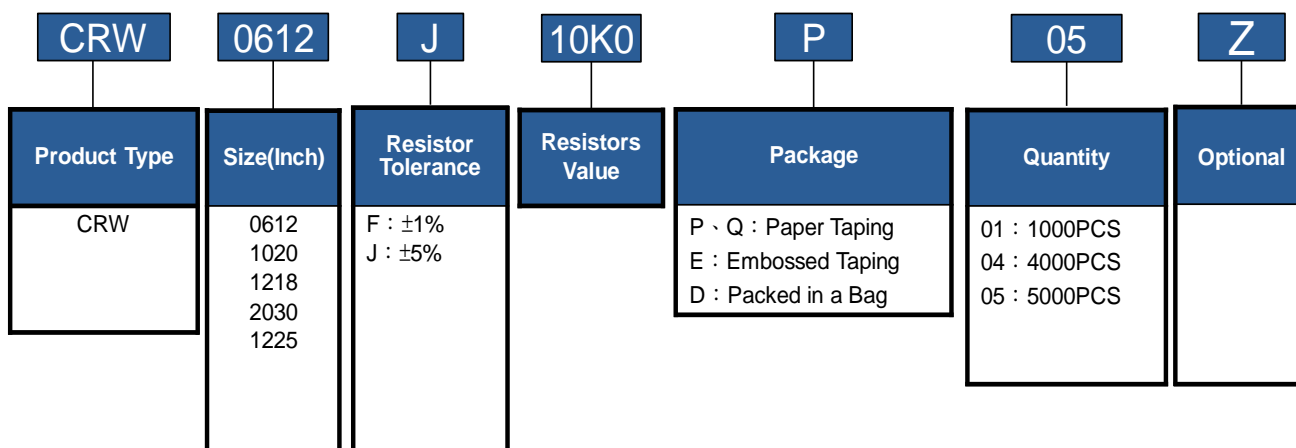 CRW 0612 J 10K0 P 05 Z
Product Type
Size(Inch)
Resistor
Tolerance
Resistors
Value
Package
Quantity
Optional
CRW
0612
1020
1218
2030
1225
F：±1%
J：±5%
P、Q：Paper Taping
E：Embossed Taping
D：Packed in a Bag
01：1000PCS
04：4000PCS
05：5000PCS